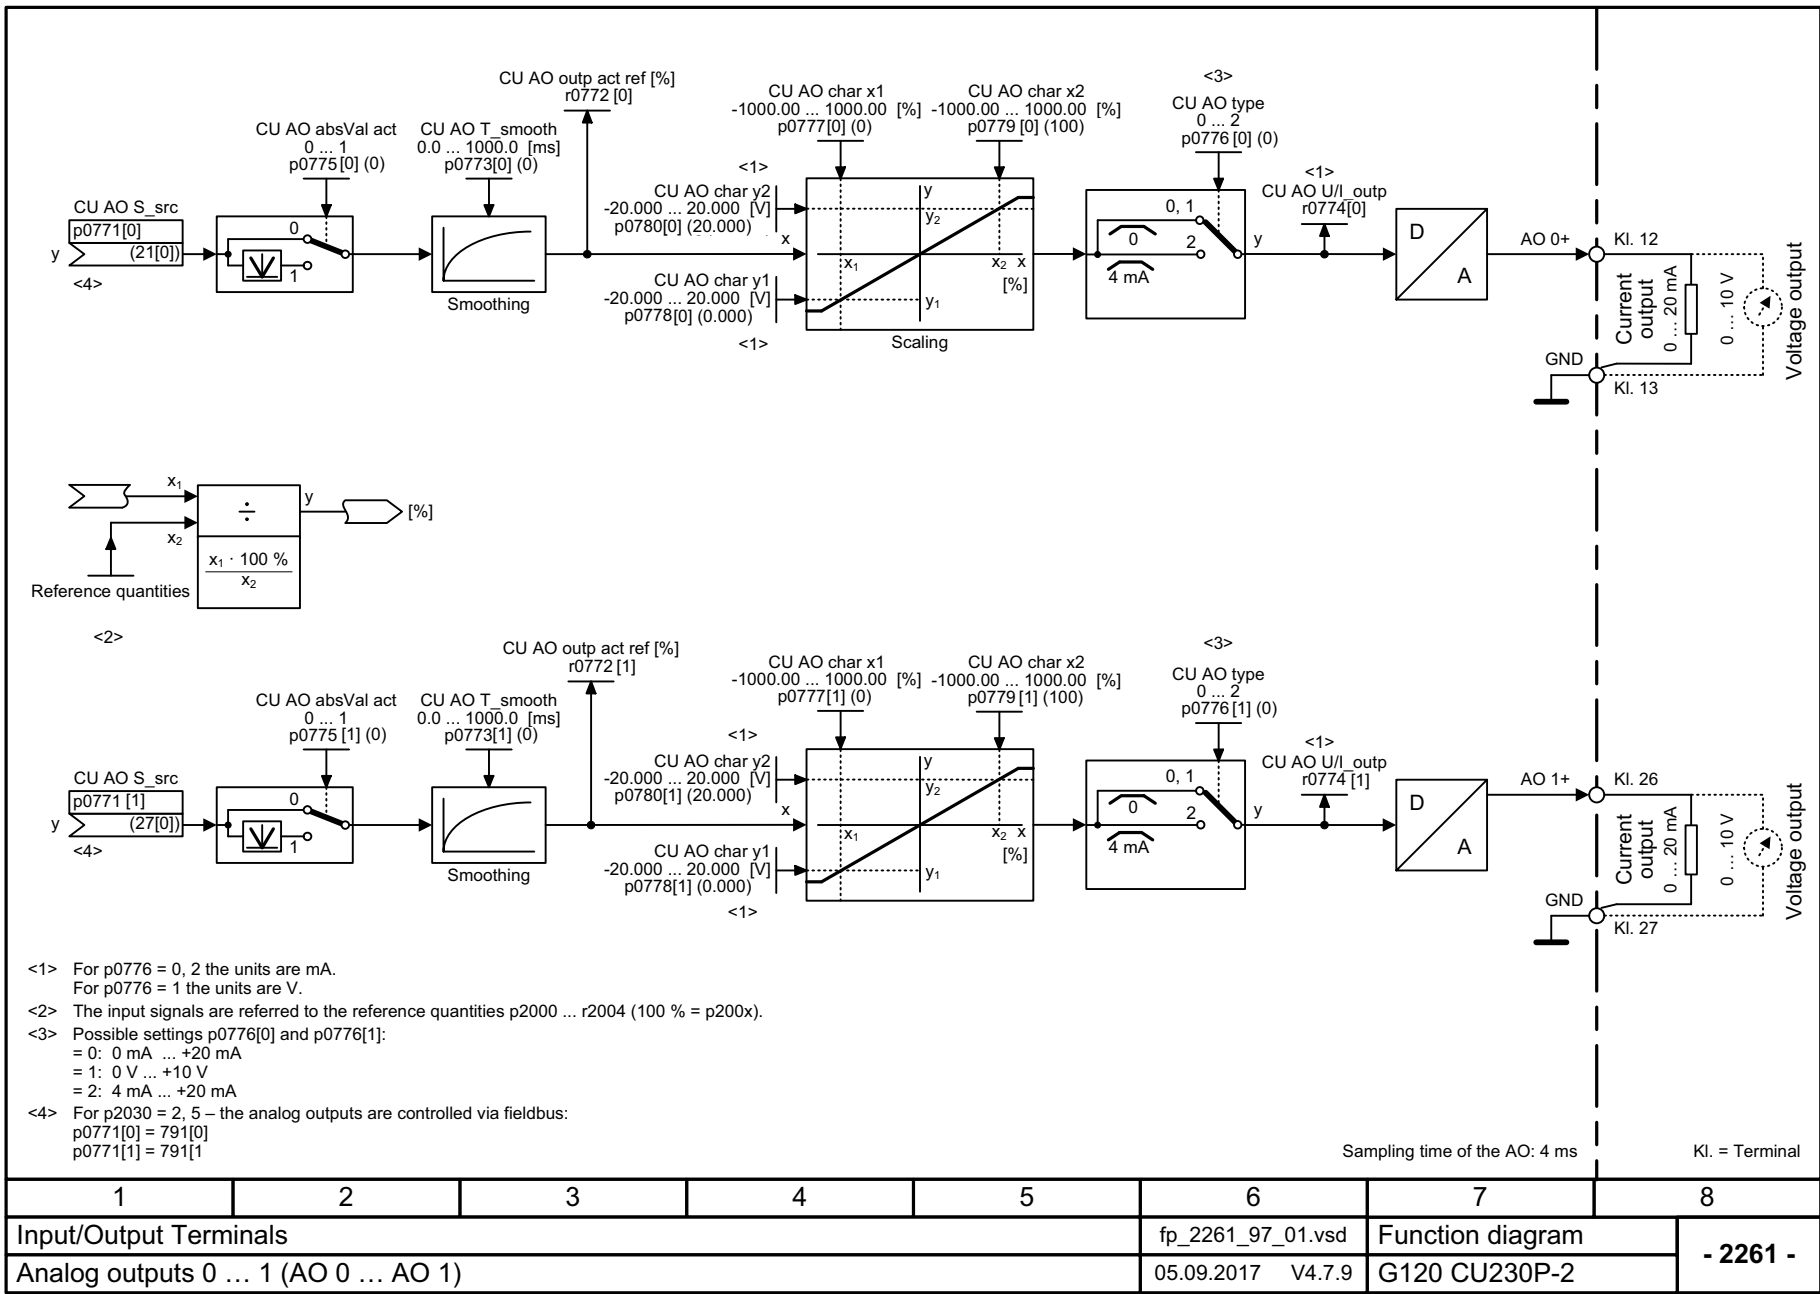 CU AO outp act ref [%]
r0772 [0]
CU AO absVal act
0 ... 1
p0775[0] (0)
CU AO T_smooth
0.0 ... 1000.0 [ms]
p0773[0] (0)
CU AO char x1
-1000.00 ... 1000.00 [%]
p0777[0] (0)
CU AO char x2
-1000.00 ... 1000.00 [%]
p0779 [0] (100)
<3>
CU AO type
0 ... 2
p0776 [0] (0)
<1>
CU AO U/I_outp
r0774[0]
CU AO S_src
p0771[0]
y (21[0])
<4>
0
1
Smoothing
<1>
CU AO char y2
-20.000 ... 20.000 [V]
p0780[0] (20.000)
x
CU AO char y1
-20.000 ... 20.000 [V]
p0778[0] (0.000)
<1>
y
y2
x1
x2 x
[%]
y1
Scaling
0, 1
0
2
4 mA
y
D
A
AO 0+
Kl. 12
GND
Kl. 13
Current output
0 ... 20 mA
0 ... 10 V
Voltage output
x1
x2
÷
x1 · 100 %
x2
y
[%]
Reference quantities
<2>
CU AO outp act ref [%]
r0772 [1]
CU AO absVal act
0 ... 1
p0775 [1] (0)
CU AO T_smooth
0.0 ... 1000.0 [ms]
p0773[1] (0)
CU AO char x1
-1000.00 ... 1000.00 [%]
p0777[1] (0)
CU AO char x2
-1000.00 ... 1000.00 [%]
p0779 [1] (100)
<3>
CU AO type
0 ... 2
p0776 [1] (0)
<1>
CU AO U/I_outp
r0774 [1]
CU AO S_src
p0771 [1]
y (27[0])
<4>
0
1
Smoothing
<1>
CU AO char y2
-20.000 ... 20.000 [V]
p0780[1] (20.000)
x
CU AO char y1
-20.000 ... 20.000 [V]
p0778[1] (0.000)
<1>
y
y2
x1
x2 x
[%]
y1
0, 1
0
2
4 mA
y
D
A
AO 1+
Kl. 26
GND
Kl. 27
Current output
0 ... 20 mA
0 ... 10 V
Voltage output
<1> For p0776 = 0, 2 the units are mA.
For p0776 = 1 the units are V.
<2> The input signals are referred to the reference quantities p2000 ... r2004 (100 % = p200x).
<3> Possible settings p0776[0] and p0776[1]:
= 0: 0 mA ... +20 mA
= 1: 0 V ... +10 V
= 2: 4 mA ... +20 mA
<4> For p2030 = 2, 5 – the analog outputs are controlled via fieldbus:
p0771[0] = 791[0]
p0771[1] = 791[1
Sampling time of the AO: 4 ms
Kl. = Terminal
1 2 3 4 5 6 7 8
Input/Output Terminals
fp_2261_97_01.vsd
Function diagram
- 2261 -
Analog outputs 0 … 1 (AO 0 … AO 1)
05.09.2017 V4.7.9
G120 CU230P-2